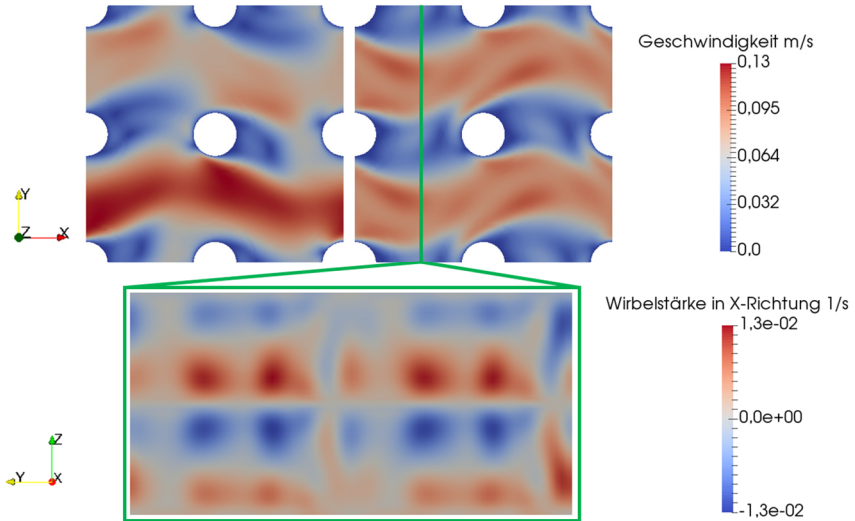 Geschwindigkeit m/s
0.13
0.095
0.064
0.032
0.0
Y
Z
X
Wirbelstärke in X-Richtung 1/s
1,3e-02
0.0e+00
-1,3e-02
Z
Y
X